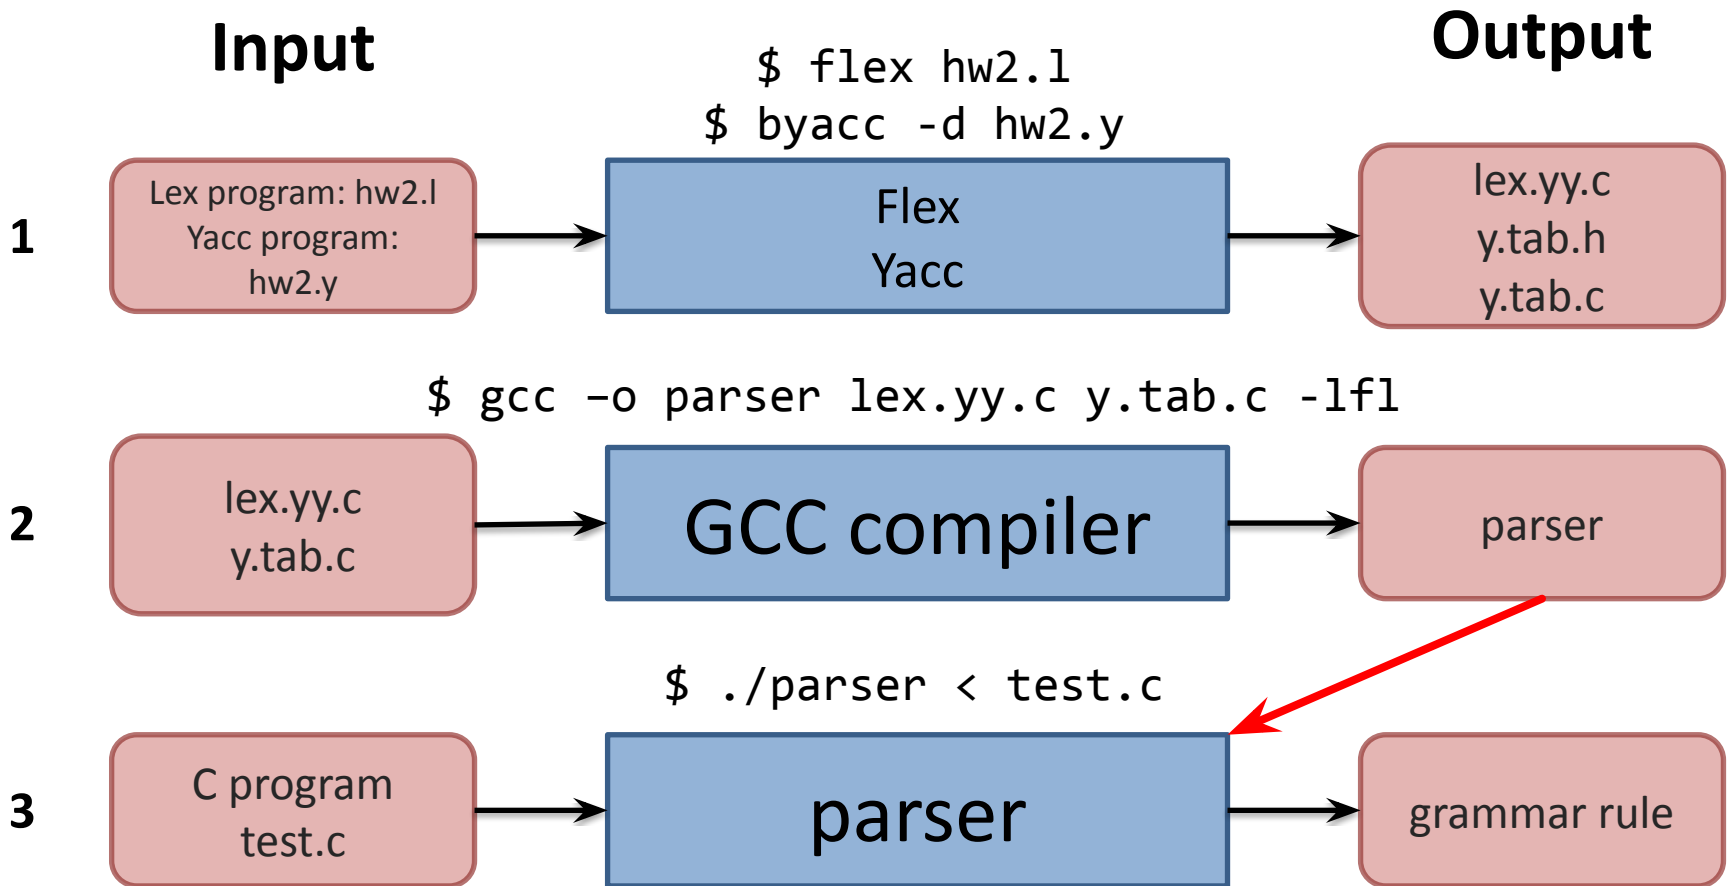 Input
Output
$ flex hw2.l
$ byacc -d hw2.y
1
Lex program: hw2.l
Yacc program:
hw2.y
Flex
Yacc
lex.yy.c
y.tab.h
y.tab.c
$ gcc –o parser lex.yy.c y.tab.c -lfl
2
lex.yy.c
y.tab.c
GCC compiler
parser
$ ./parser < test.c
3
C program
test.c
parser
grammar rule